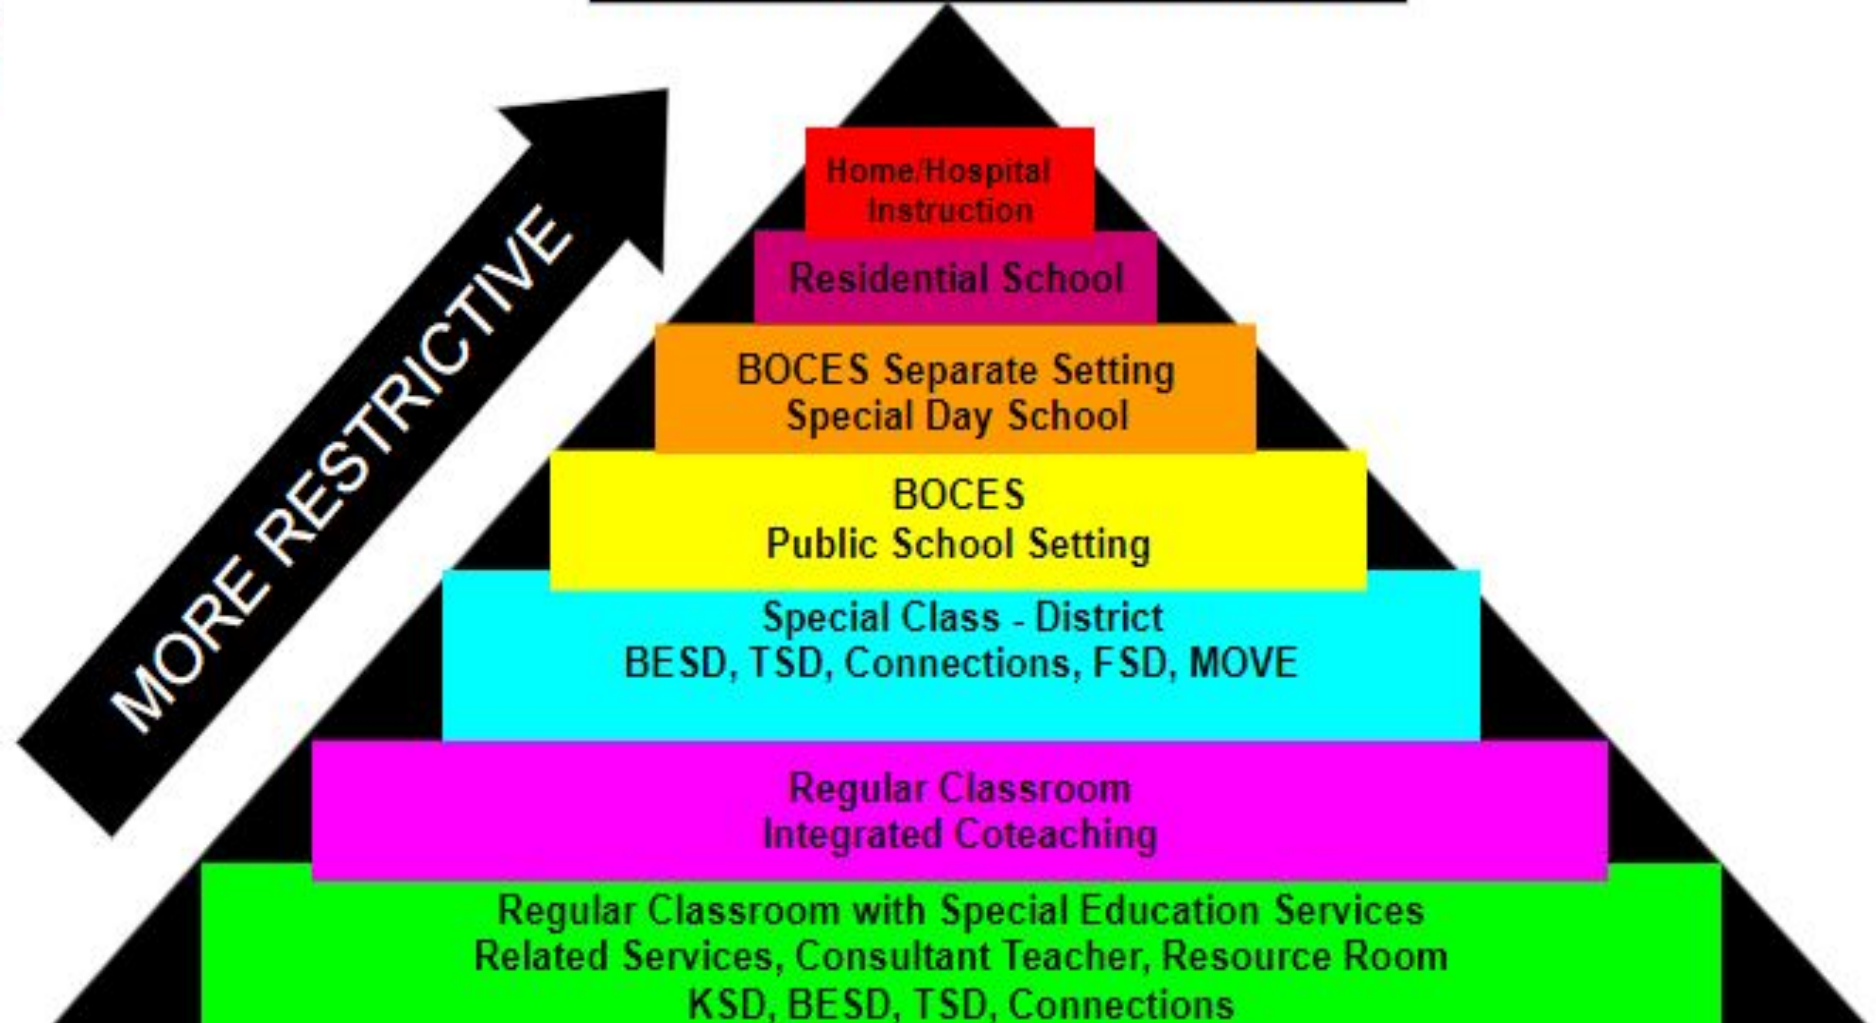 MORE RESTRICTIVE
Home/Hospital
Instruction
Residential School
BOCES Separate Setting
Special Day School
BOCES
Public School Setting
Special Class - District
BESD, TSD, Connections, FSD, MOVE
Regular Classroom
Integrated Coteaching
Regular Classroom with Special Education Services
Related Services, Consultant Teacher, Resource Room
KSD, BESD, TSD, Connections